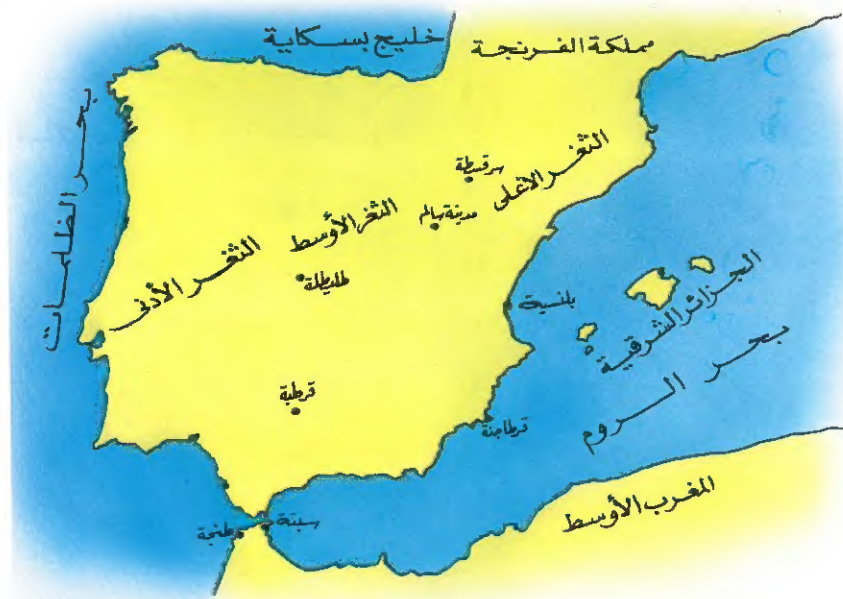 خليج بسكاية
مملكة الفرنجة
بحر الظلمات
الثغر الأعلى
سرقسطة
مدينة سالم
الثغر الأوسط
الثغر الأدنى
طليطلة
بلنسية
الجزائر الشرقية
بحر الروم
قرطبة
قرطاجنة
المغرب الأوسط
سبتة
طنجة